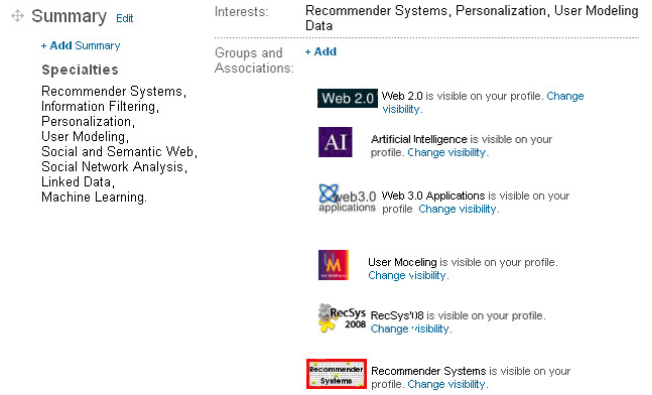 Summary Edit
+ Add Summary
Specialties
Recommender Systems,
Information Filtering,
Personalization,
User Modeling,
Social and Semantic Web,
Social Network Analysis,
Linked Data,
Machine Learning.
Interests: Recommender Systems, Personalization, User Modeling
Data
Groups and + Add
Associations:
Web 2.0 Web 2.0 is visible on your profile. Change
visibility.
AI Artificial Intelligence is visible on your
profile. Change visibility.
web3.0 Web 3.0 Applications is visible on your
applications profile Change visibility.
UM User Modeling is visible on your profile.
Change visibility.
RecSys RecSys'08 is visible on your profile.
2008 Change visibility.
Recommender Recommender Systems is visible on your
Systems profile. Change visibility.